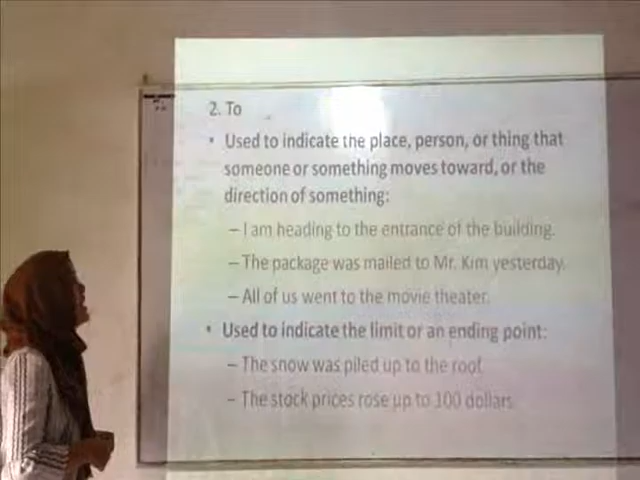 2. To
• Used to indicate the place, person, or thing that
someone or something moves toward, or the
direction of something:
– I am heading to the entrance of the building.
– The package was mailed to Mr. Kim yesterday.
– All of us went to the movie theater.
• Used to indicate the limit or an ending point:
– The snow was piled up to the roof.
– The stock prices rose up to 100 dollars.